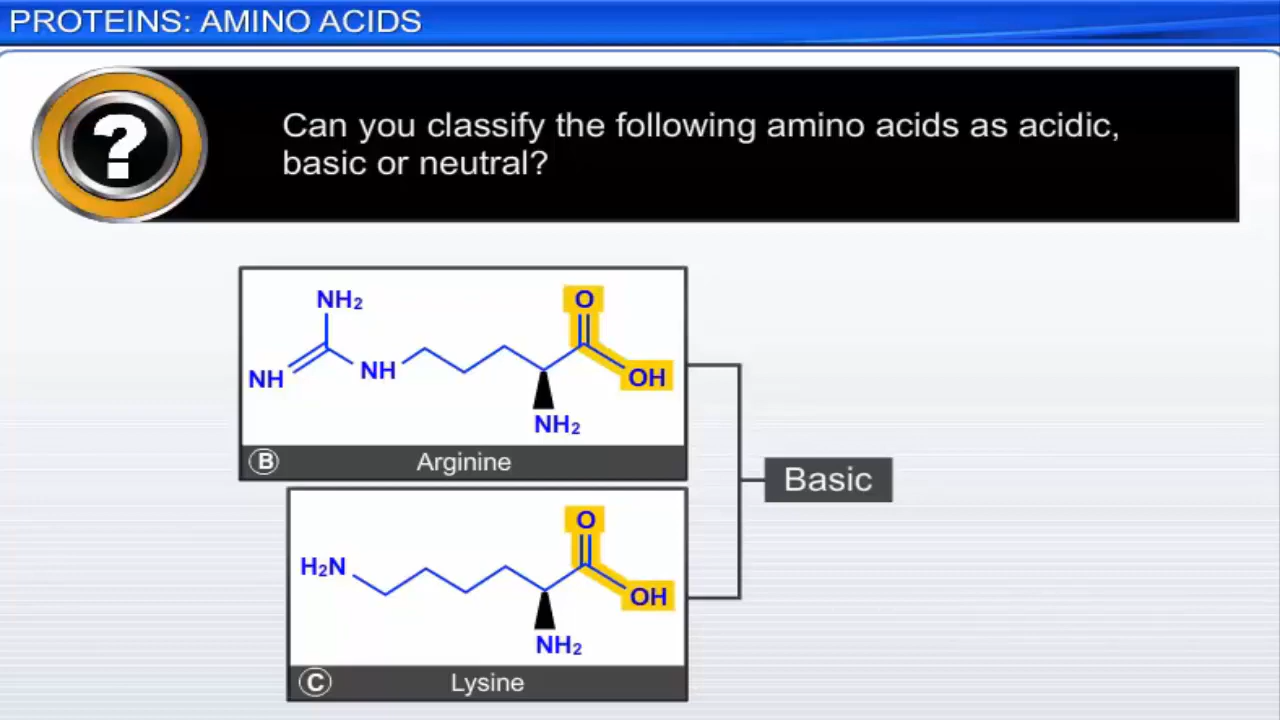 PROTEINS: AMINO ACIDS
?
Can you classify the following amino acids as acidic,
basic or neutral?
NH₂
O
NH
NH
OH
NH₂
B Arginine
Basic
O
H₂N
OH
NH₂
C Lysine